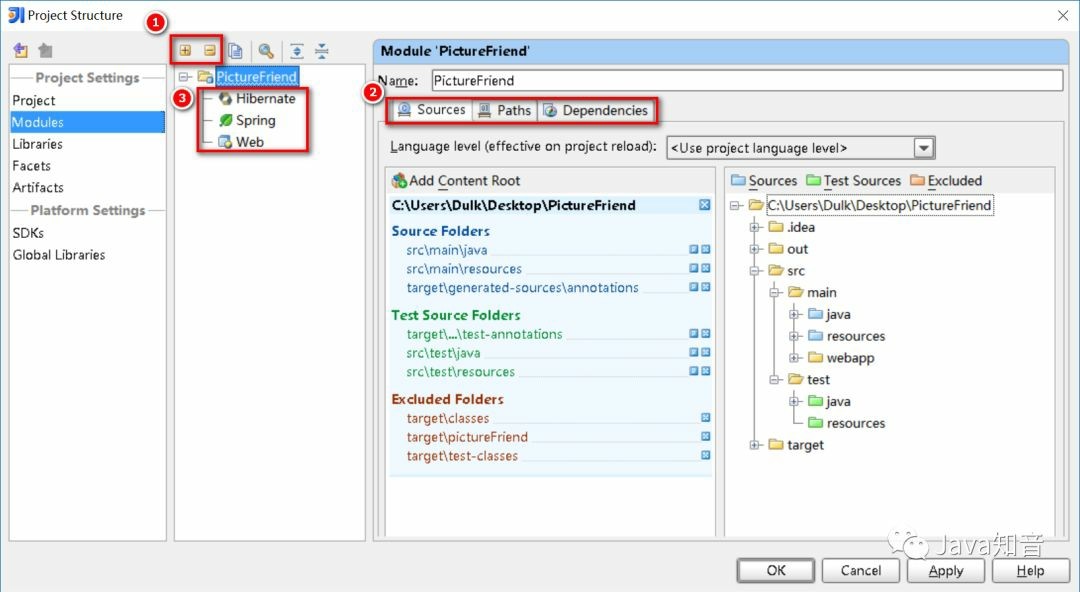 Project Structure
1
Project Settings
Project
Modules
Libraries
Facets
Artifacts
Platform Settings
SDKs
Global Libraries
PictureFriend
3
Hibernate
Spring
Web
Module 'PictureFriend'
Name: PictureFriend
2
Sources Paths Dependencies
Language level (effective on project reload): <Use project language level>
Add Content Root
C:\Users\Dulk\Desktop\PictureFriend
Source Folders
src\main\java
src\main\resources
target\generated-sources\annotations
Test Source Folders
target\...\test-annotations
src\test\java
src\test\resources
Excluded Folders
target\classes
target\pictureFriend
target\test-classes
Sources Test Sources Excluded
C:\Users\Dulk\Desktop\PictureFriend
.idea
out
src
main
java
resources
webapp
test
java
resources
target
Java知音
OK Cancel Apply Help